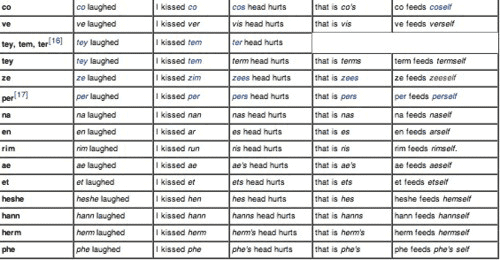 co co laughed I kissed co cos head hurts that is co's co feeds coself
ve ve laughed I kissed ver vis head hurts that is vis ve feeds verself
tey, tem, ter[16] tey laughed I kissed tem ter head hurts
tey tey laughed I kissed tem term head hurts that is terms term feeds temself
ze ze laughed I kissed zim zees head hurts that is zees ze feeds zeeself
per[17] per laughed I kissed per pers head hurts that is pers per feeds perself
na na laughed I kissed nan nas head hurts that is nas na feeds naself
en en laughed I kissed ar es head hurts that is es en feeds arself
rim rim laughed I kissed run ris head hurts that is ris rim feeds rimself.
ae ae laughed I kissed ae ae's head hurts that is ae's ae feeds aeself
et et laughed I kissed et ets head hurts that is ets et feeds etself
heshe heshe laughed I kissed hen hes head hurts that is hes heshe feeds hemself
hann hann laughed I kissed hann hanns head hurts that is hanns hann feeds hannself
herm herm laughed I kissed herm herm's head hurts that is herm's herm feeds hermself
phe phe laughed I kissed phe phe's head hurts that is phe's phe feeds phe's self